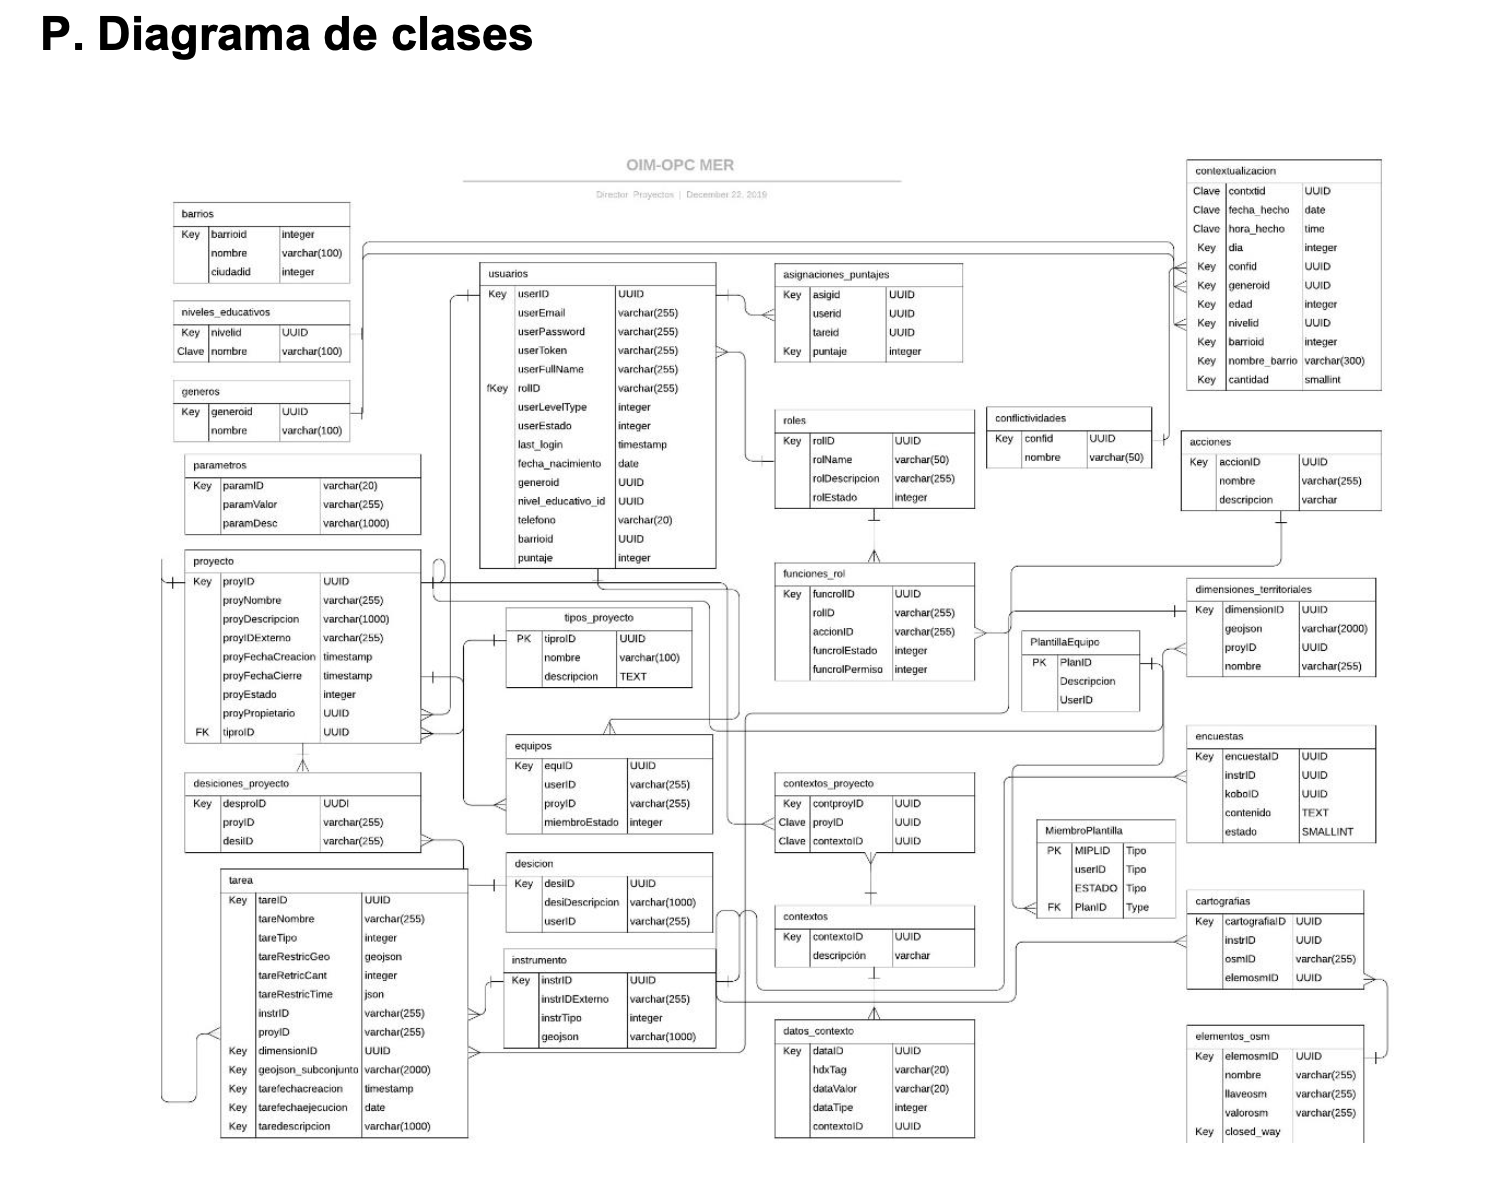 P. Diagrama de clases
OIM-OPC MER
Director Proyectos | December 22, 2019
barrios
Key barrioid integer
nombre varchar(100)
ciudadid integer
niveles_educativos
Key nivelid UUID
Clave nombre varchar(100)
generos
Key generoid UUID
nombre varchar(100)
parametros
Key paramID varchar(20)
paramValor varchar(255)
paramDesc varchar(1000)
proyecto
Key proyID UUID
proyNombre varchar(255)
proyDescripcion varchar(1000)
proyIDExterno varchar(255)
proyFechaCreacion timestamp
proyFechaCierre timestamp
proyEstado integer
proyPropietario UUID
FK tiproID UUID
desiciones_proyecto
Key desproID UUDI
proyID varchar(255)
desiID varchar(255)
tarea
Key tareID UUID
tareNombre varchar(255)
tareTipo integer
tareRestricGeo geojson
tareRetricCant integer
tareRestricTime json
instrID varchar(255)
proyID varchar(255)
Key dimensionID UUID
Key geojson_subconjunto varchar(2000)
Key tarefechacreacion timestamp
Key tarefechaejecucion date
Key taredescripcion varchar(1000)
usuarios
Key userID UUID
userEmail varchar(255)
userPassword varchar(255)
userToken varchar(255)
userFullName varchar(255)
fKey rolID varchar(255)
userLevelType integer
userEstado integer
last_login timestamp
fecha_nacimiento date
generoid UUID
nivel_educativo_id UUID
telefono varchar(20)
barrioid UUID
puntaje integer
tipos_proyecto
PK tiproID UUID
nombre varchar(100)
descripcion TEXT
equipos
Key equID UUID
userID varchar(255)
proyID varchar(255)
miembroEstado integer
desicion
Key desiID UUID
desiDescripcion varchar(1000)
userID varchar(255)
instrumento
Key instrID UUID
instrIDExterno varchar(255)
instrTipo integer
geojson varchar(1000)
asignaciones_puntajes
Key asigid UUID
userid UUID
tareid UUID
Key puntaje integer
roles
Key rolID UUID
rolName varchar(50)
rolDescripcion varchar(255)
rolEstado integer
funciones_rol
Key funcrolID UUID
rolID varchar(255)
accionID varchar(255)
funcrolEstado integer
funcrolPermiso integer
contextos_proyecto
Key contproyID UUID
Clave proyID UUID
Clave contextoID UUID
contextos
Key contextoID UUID
descripción varchar
datos_contexto
Key dataID UUID
hdxTag varchar(20)
dataValor varchar(20)
dataTipe integer
contextoID UUID
conflictividades
Key confid UUID
nombre varchar(50)
PlantillaEquipo
PK PlanID
Descripcion
UserID
MiembroPlantilla
PK MIPLID Tipo
userID Tipo
ESTADO Tipo
FK PlanID Type
contextualizacion
Clave contxtid UUID
Clave fecha_hecho date
Clave hora_hecho time
Key dia integer
Key confid UUID
Key generoid UUID
Key edad integer
Key nivelid UUID
Key barrioid integer
Key nombre_barrio varchar(300)
Key cantidad smallint
acciones
Key accionID UUID
nombre varchar(255)
descripcion varchar
dimensiones_territoriales
Key dimensionID UUID
geojson varchar(2000)
proyID UUID
nombre varchar(255)
encuestas
Key encuestaID UUID
instrID UUID
koboID UUID
contenido TEXT
estado SMALLINT
cartografias
Key cartografiaID UUID
instrID UUID
osmID varchar(255)
elemosmID UUID
elementos_osm
Key elemosmID UUID
nombre varchar(255)
llaveosm varchar(255)
valorosm varchar(255)
Key closed_way